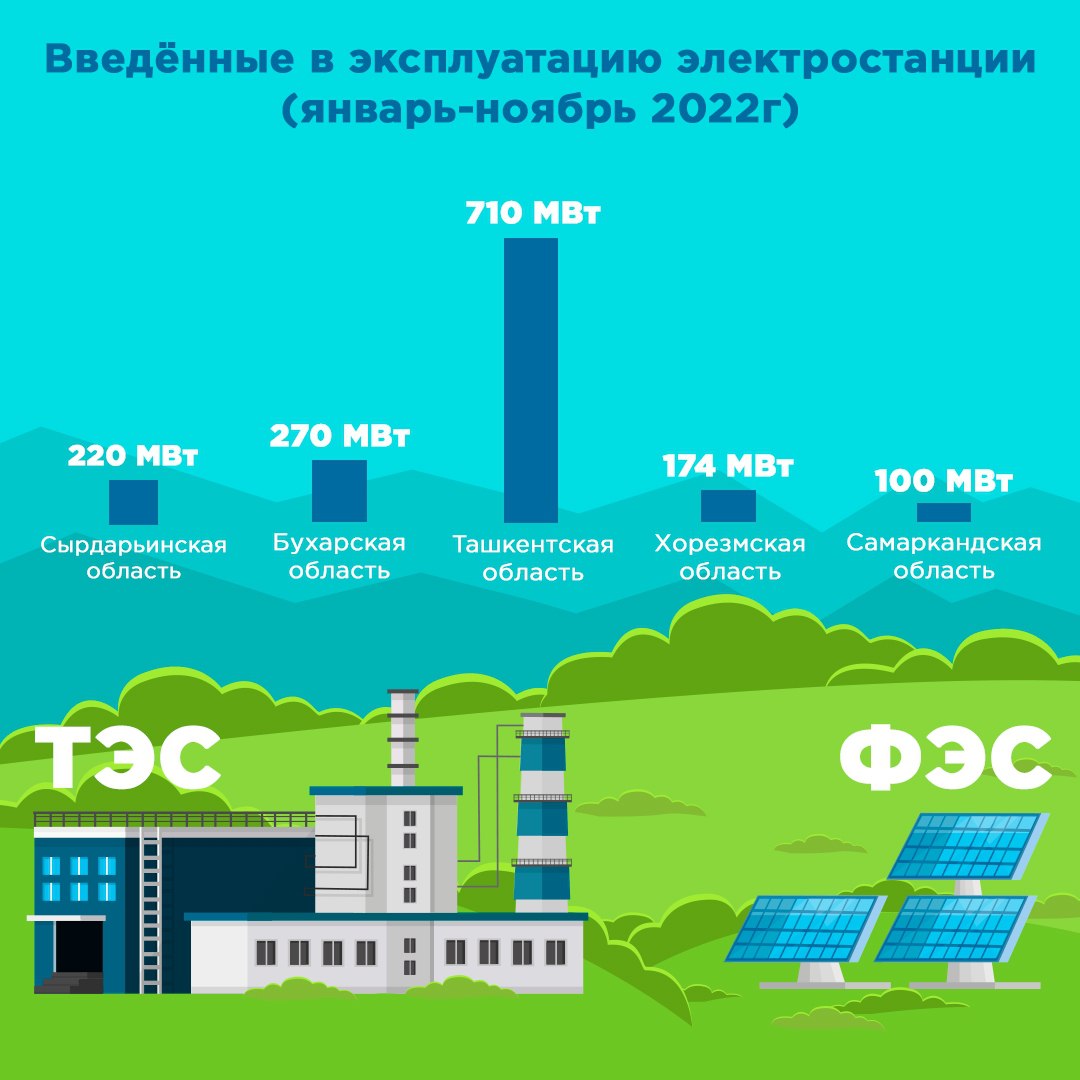 Введённые в эксплуатацию электростанции
(январь-ноябрь 2022г)
710 МВт
220 МВт
270 МВт
174 МВт
100 МВт
Сырдарьинская
область
Бухарская
область
Ташкентская
область
Хорезмская
область
Самаркандская
область
ТЭС
ФЭС